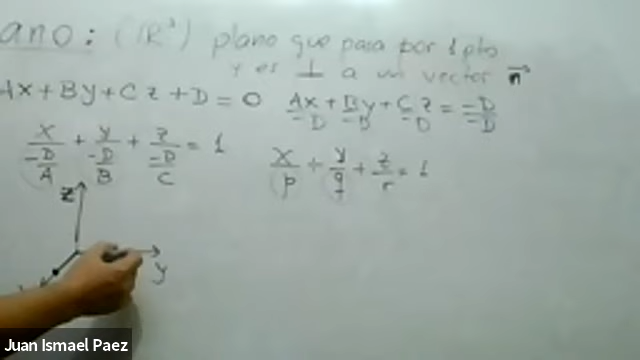 ano: (R³) plano que pasa por 1 pto
y es ⊥ a un vector n⃗
Ax + By + Cz + D = 0   Ax/-D + By/-D + Cz/-D = -D/-D
x/(-D/A) + y/(-D/B) + z/(-D/C) = 1   x/p + y/q + z/r = 1
z
y
Juan Ismael Paez